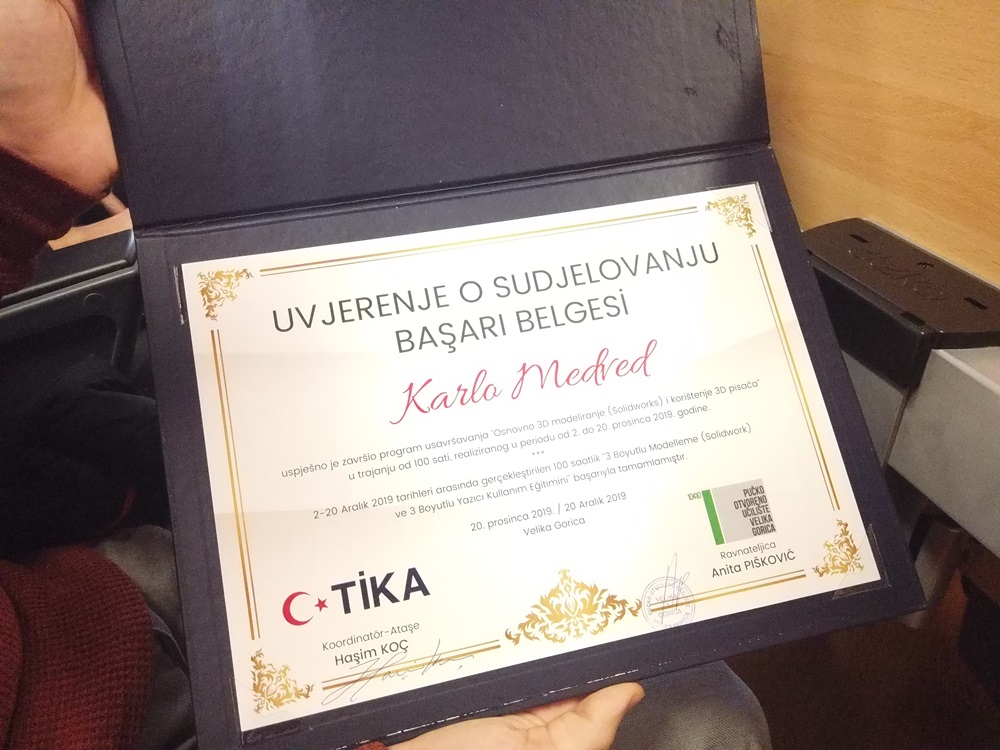 UVJERENJE O SUDJELOVANJU
BAŞARI BELGESİ
Karlo Medved
uspješno je završio program usavršavanja "Osnovno 3D modeliranje (Solidworks) i korištenje 3D pisača"
u trajanju od 100 sati, realiziranog u periodu od 2. do 20. prosinca 2019. godine.
***
2-20 Aralık 2019 tarihleri arasında gerçekleştirilen 100 saatlik "3 Boyutlu Modelleme (Solidwork)
ve 3 Boyutlu Yazıcı Kullanım Eğitimini" başarıyla tamamlamıştır.
20. prosinca 2019. / 20 Aralık 2019
Velika Gorica
TİKA
Koordinatör-Ataşe
Haşim KOÇ
10410
PUČKO
OTVORENO
UČILIŠTE
VELIKA
GORICA
Ravnateljica
Anita PIŠKOVIĆ
VELIKA
GORICA